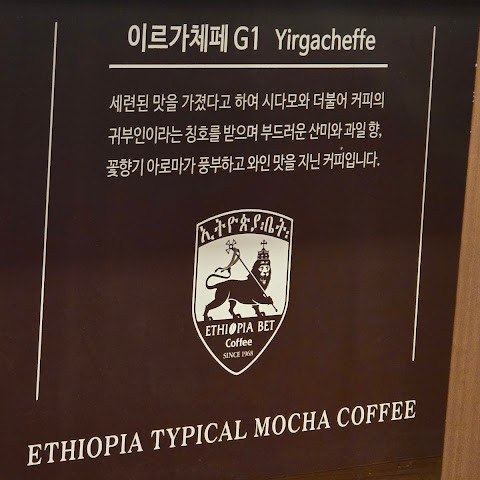 이르가체페 G1 Yirgacheffe
세련된 맛을 가졌다고 하여 시다모와 더불어 커피의
귀부인이라는 칭호를 받으며 부드러운 산미와 과일 향,
꽃향기 아로마가 풍부하고 와인 맛을 지닌 커피입니다.
ኢትዮጵያ፡ቤት፡
ETHIOPIA BET
Coffee
SINCE 1968
ETHIOPIA TYPICAL MOCHA COFFEE